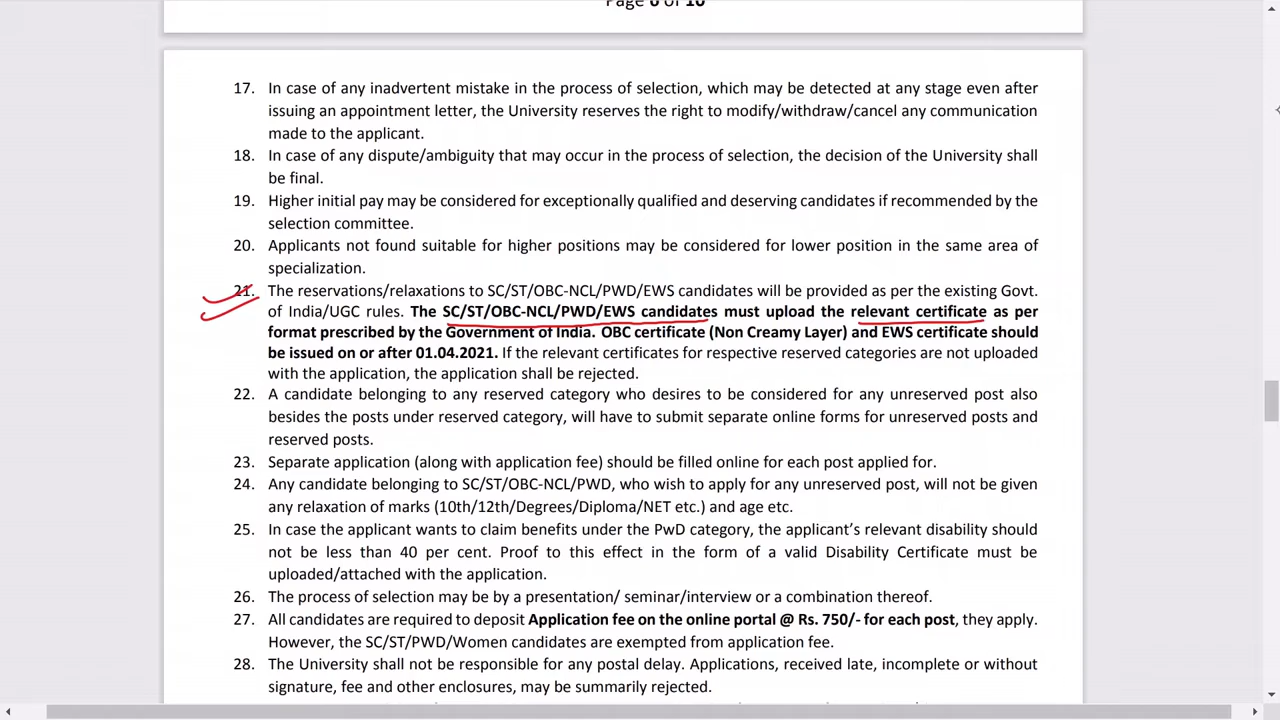 Page 6 of 10
17. In case of any inadvertent mistake in the process of selection, which may be detected at any stage even after
issuing an appointment letter, the University reserves the right to modify/withdraw/cancel any communication
made to the applicant.
18. In case of any dispute/ambiguity that may occur in the process of selection, the decision of the University shall
be final.
19. Higher initial pay may be considered for exceptionally qualified and deserving candidates if recommended by the
selection committee.
20. Applicants not found suitable for higher positions may be considered for lower position in the same area of
specialization.
21. The reservations/relaxations to SC/ST/OBC-NCL/PWD/EWS candidates will be provided as per the existing Govt.
of India/UGC rules. The SC/ST/OBC-NCL/PWD/EWS candidates must upload the relevant certificate as per
format prescribed by the Government of India. OBC certificate (Non Creamy Layer) and EWS certificate should
be issued on or after 01.04.2021. If the relevant certificates for respective reserved categories are not uploaded
with the application, the application shall be rejected.
22. A candidate belonging to any reserved category who desires to be considered for any unreserved post also
besides the posts under reserved category, will have to submit separate online forms for unreserved posts and
reserved posts.
23. Separate application (along with application fee) should be filled online for each post applied for.
24. Any candidate belonging to SC/ST/OBC-NCL/PWD, who wish to apply for any unreserved post, will not be given
any relaxation of marks (10th/12th/Degrees/Diploma/NET etc.) and age etc.
25. In case the applicant wants to claim benefits under the PwD category, the applicant’s relevant disability should
not be less than 40 per cent. Proof to this effect in the form of a valid Disability Certificate must be
uploaded/attached with the application.
26. The process of selection may be by a presentation/ seminar/interview or a combination thereof.
27. All candidates are required to deposit Application fee on the online portal @ Rs. 750/- for each post, they apply.
However, the SC/ST/PWD/Women candidates are exempted from application fee.
28. The University shall not be responsible for any postal delay. Applications, received late, incomplete or without
signature, fee and other enclosures, may be summarily rejected.